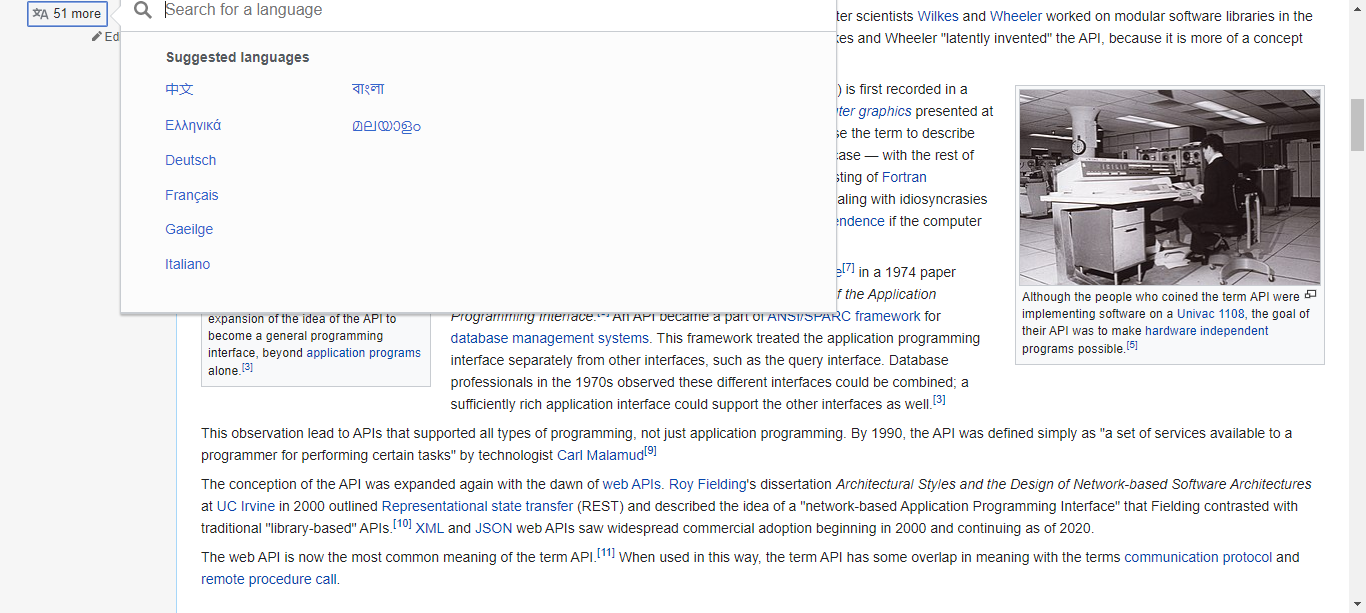 51 more
Ed
Search for a language
Suggested languages
中文
Ελληνικά
Deutsch
Français
Gaeilge
Italiano
বাংলা
മലയാളം
ter scientists Wilkes and Wheeler worked on modular software libraries in the
kes and Wheeler "latently invented" the API, because it is more of a concept
) is first recorded in a
ter graphics presented at
se the term to describe
case — with the rest of
sting of Fortran
aling with idiosyncrasies
endence if the computer
e[7] in a 1974 paper
f the Application
Programming Interface. An API became a part of ANSI/SPARC framework for
database management systems. This framework treated the application programming
interface separately from other interfaces, such as the query interface. Database
professionals in the 1970s observed these different interfaces could be combined; a
sufficiently rich application interface could support the other interfaces as well.[3]
expansion of the idea of the API to
become a general programming
interface, beyond application programs
alone.[3]
Although the people who coined the term API were
implementing software on a Univac 1108, the goal of
their API was to make hardware independent
programs possible.[5]
This observation lead to APIs that supported all types of programming, not just application programming. By 1990, the API was defined simply as "a set of services available to a
programmer for performing certain tasks" by technologist Carl Malamud[9]
The conception of the API was expanded again with the dawn of web APIs. Roy Fielding's dissertation Architectural Styles and the Design of Network-based Software Architectures
at UC Irvine in 2000 outlined Representational state transfer (REST) and described the idea of a "network-based Application Programming Interface" that Fielding contrasted with
traditional "library-based" APIs.[10] XML and JSON web APIs saw widespread commercial adoption beginning in 2000 and continuing as of 2020.
The web API is now the most common meaning of the term API.[11] When used in this way, the term API has some overlap in meaning with the terms communication protocol and
remote procedure call.